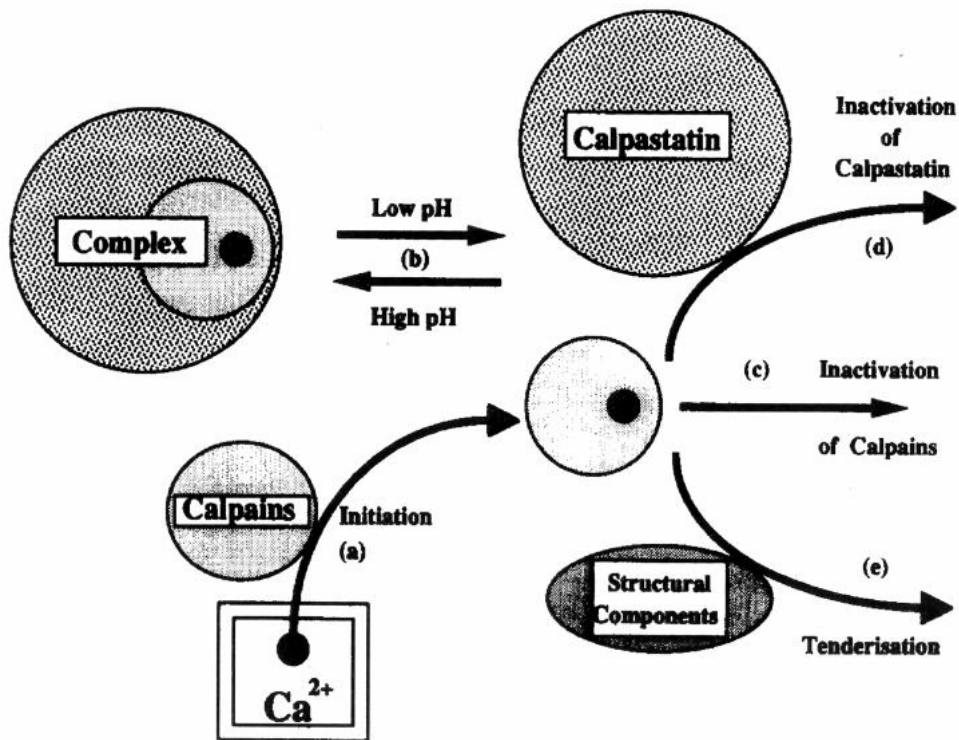 Complex
Low pH
(b)
High pH
Calpastatin
Inactivation
of
Calpastatin
(d)
(c) Inactivation
of Calpains
Calpains
Initiation
(a)
Ca2+
Structural
Components
(e)
Tenderisation